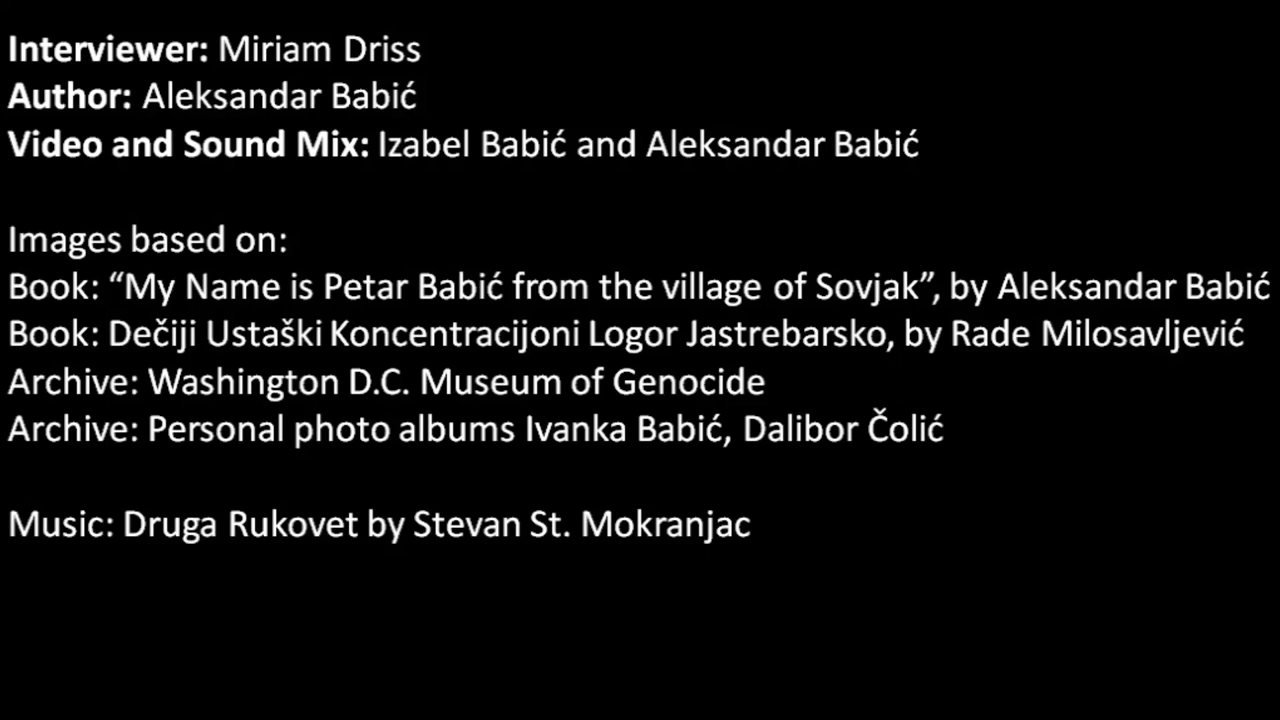 Interviewer: Miriam Driss
Author: Aleksandar Babić
Video and Sound Mix: Izabel Babić and Aleksandar Babić
Images based on:
Book: “My Name is Petar Babić from the village of Sovjak”, by Aleksandar Babić
Book: Dečiji Ustaški Koncentracijoni Logor Jastrebarsko, by Rade Milosavljević
Archive: Washington D.C. Museum of Genocide
Archive: Personal photo albums Ivanka Babić, Dalibor Čolić
Music: Druga Rukovet by Stevan St. Mokranjac